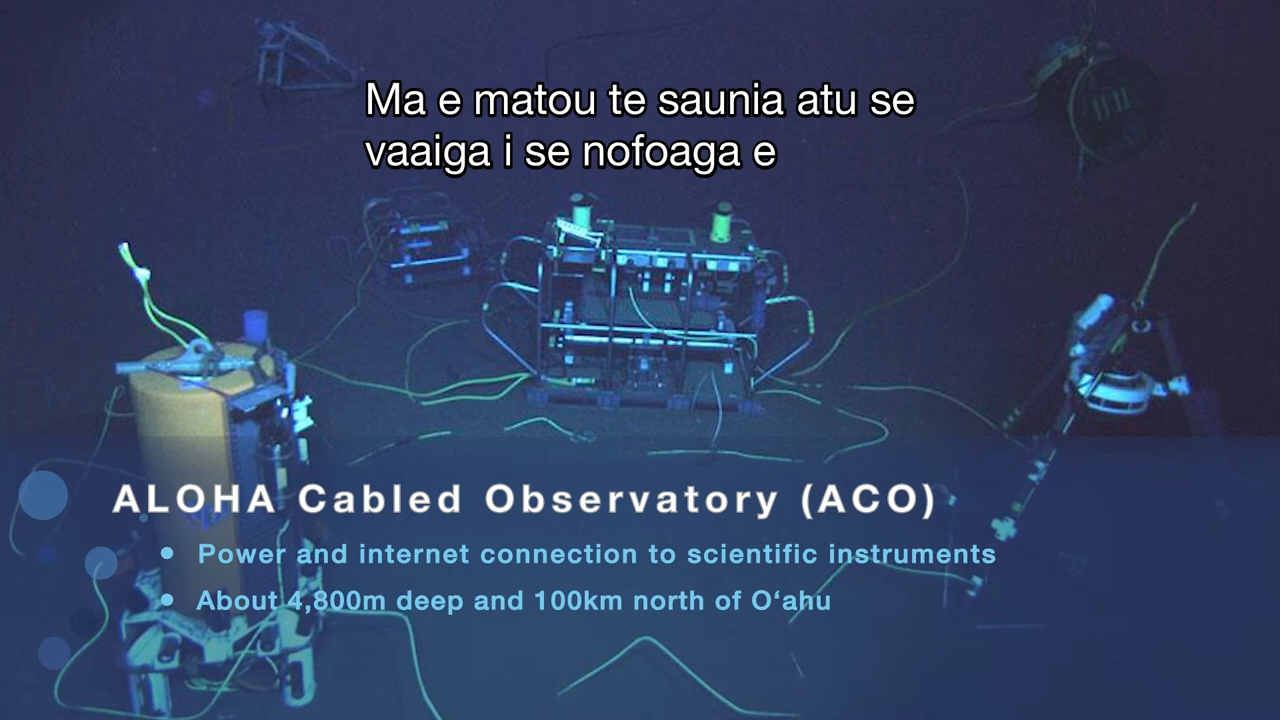 Ma e matou te saunia atu se
vaaiga i se nofoaga e
ALOHA Cabled Observatory (ACO)
• Power and internet connection to scientific instruments
• About 4,800m deep and 100km north of Oʻahu